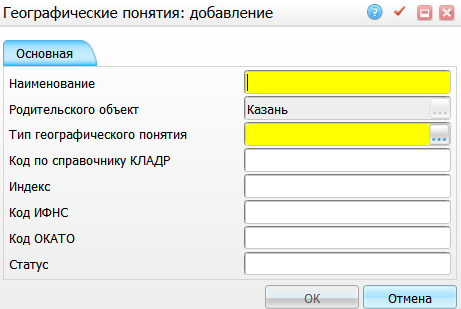 Географические понятия: добавление
Основная
Наименование
Родительского объект Казань ...
Тип географического понятия ...
Код по справочнику КЛАДР
Индекс
Код ИФНС
Код ОКАТО
Статус
ОК Отмена